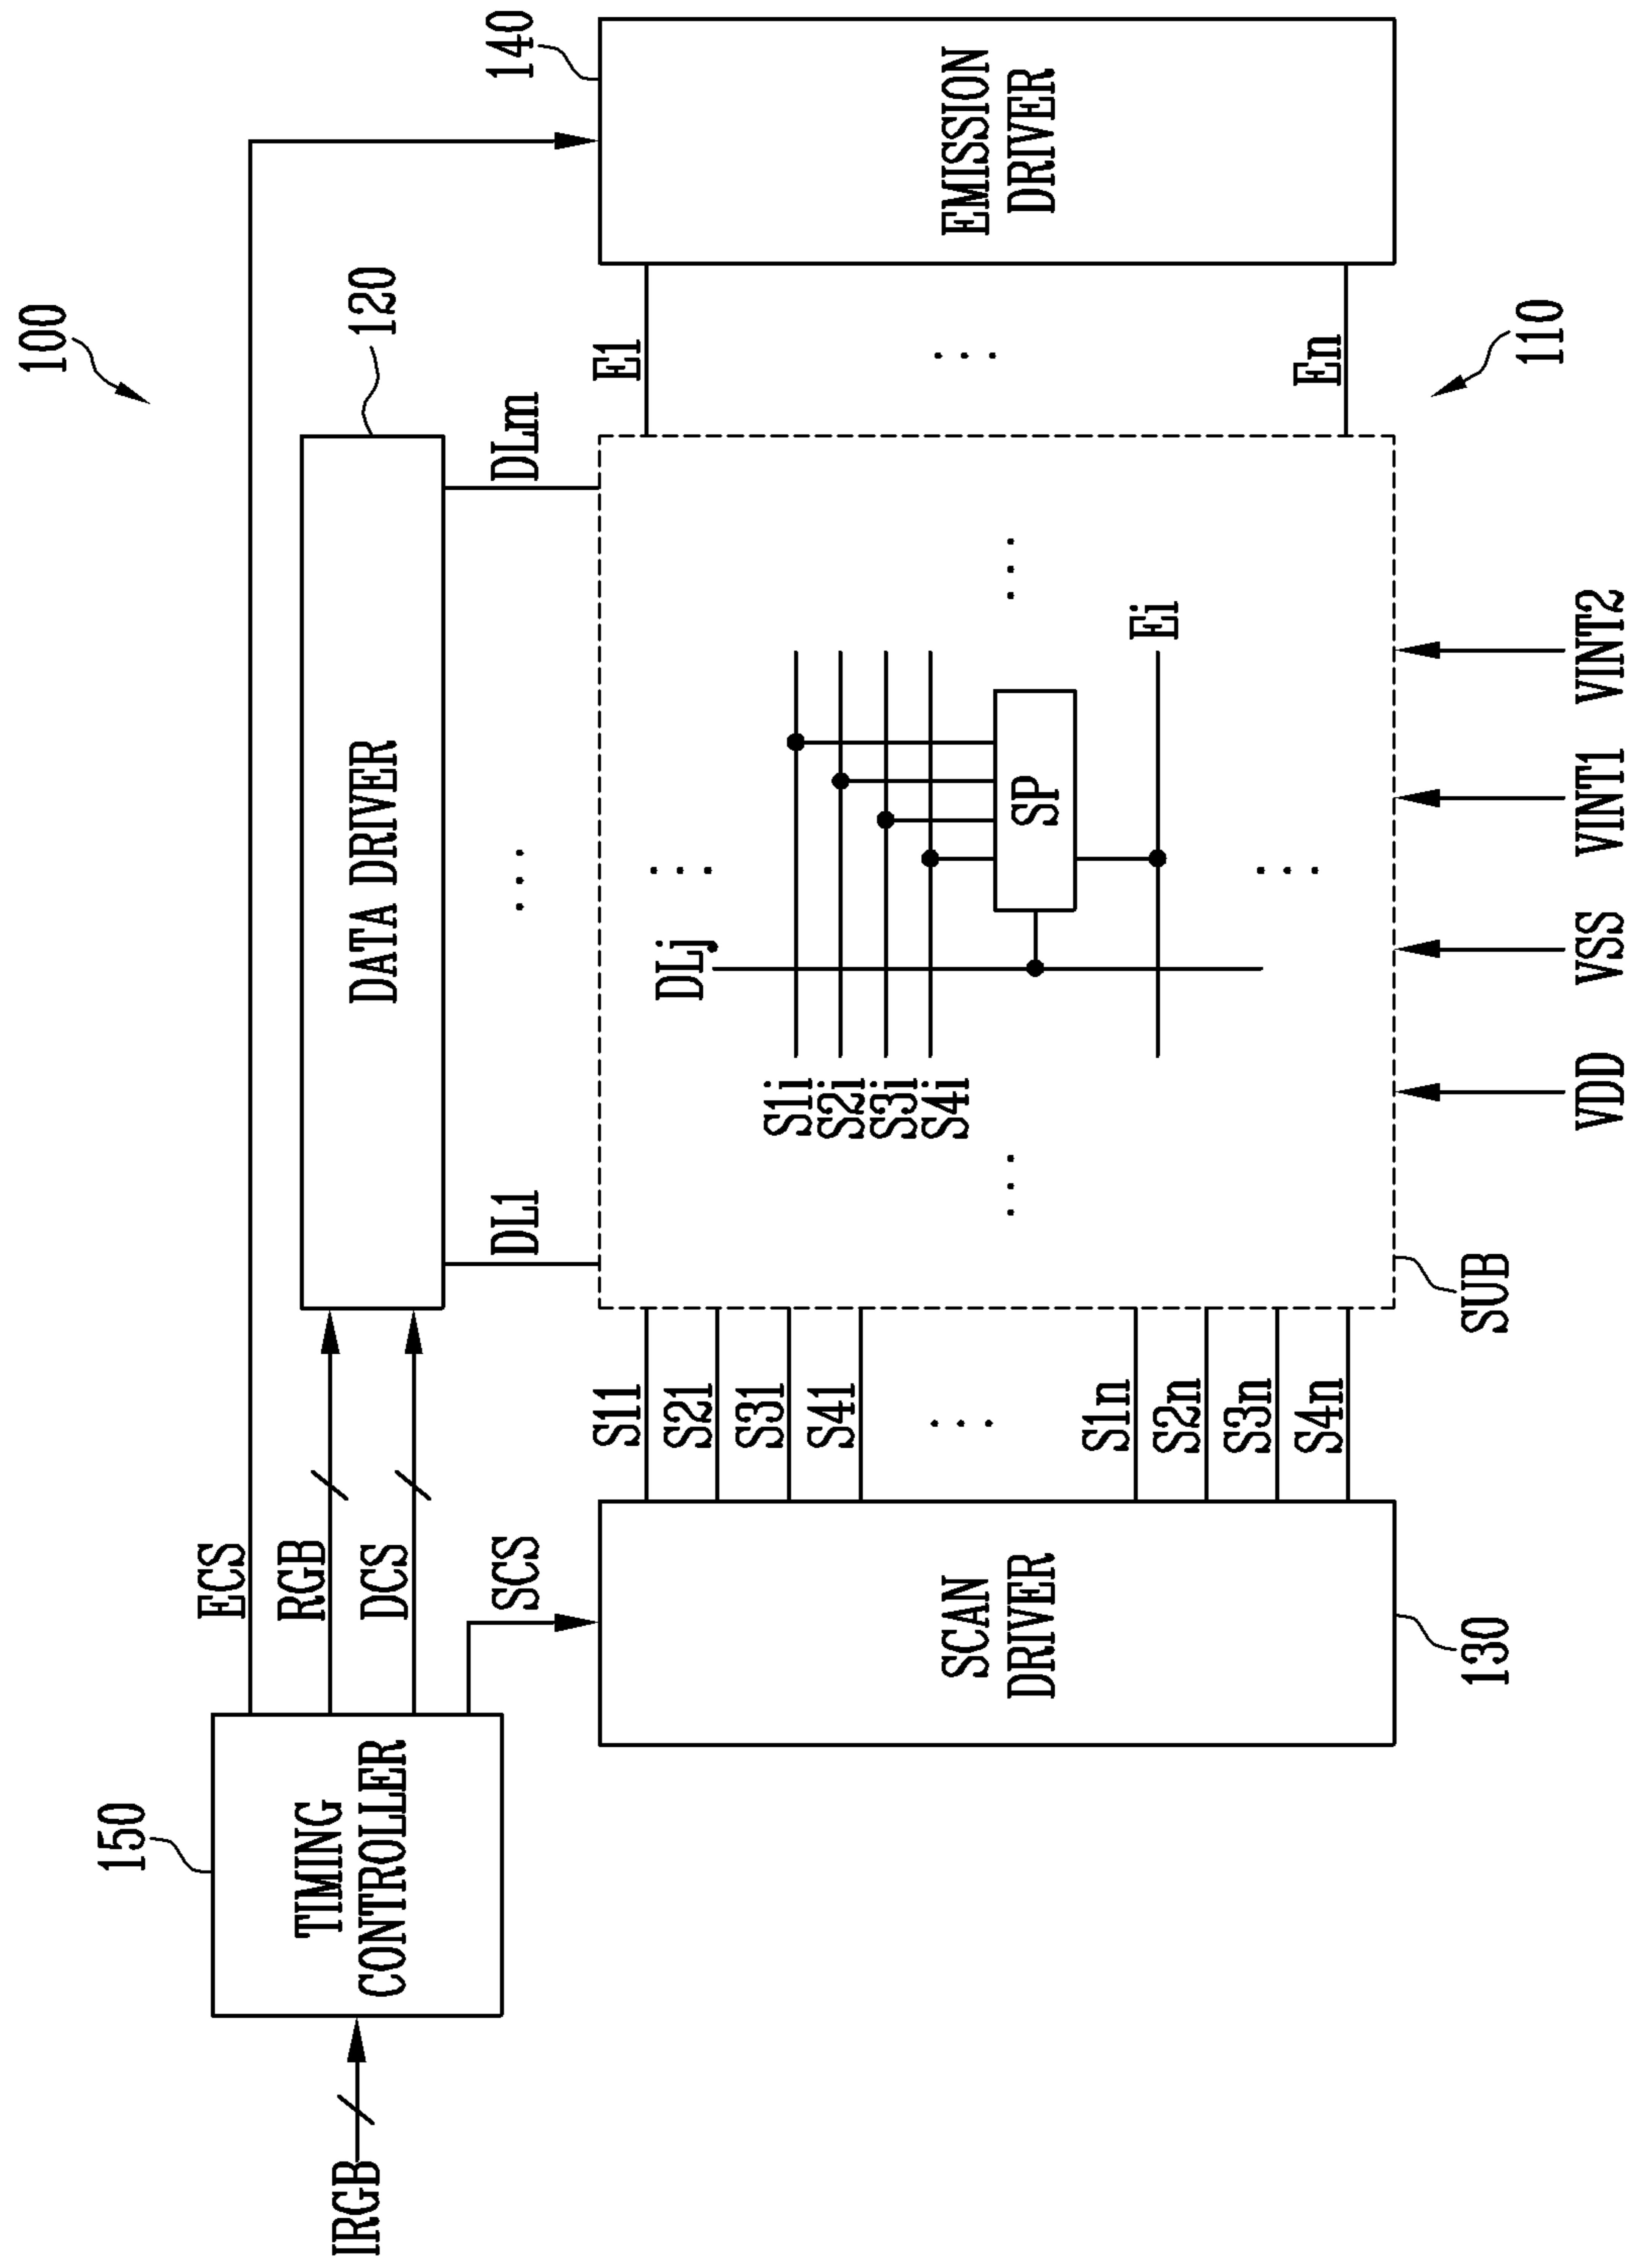 100
150
TIMING
CONTROLLER
IRGB
ECS
RGB
DCS
SCS
DATA DRIVER
120
140
EMISSION
DRIVER
DL1
...
DLm
S11
S21
S31
S41
...
S1n
S2n
S3n
S4n
SCAN
DRIVER
130
...
DLj
S1i
S2i
S3i
S4i
...
SP
...
Ei
...
E1
...
En
SUB
VDD
VSS
VINT1
VINT2
110